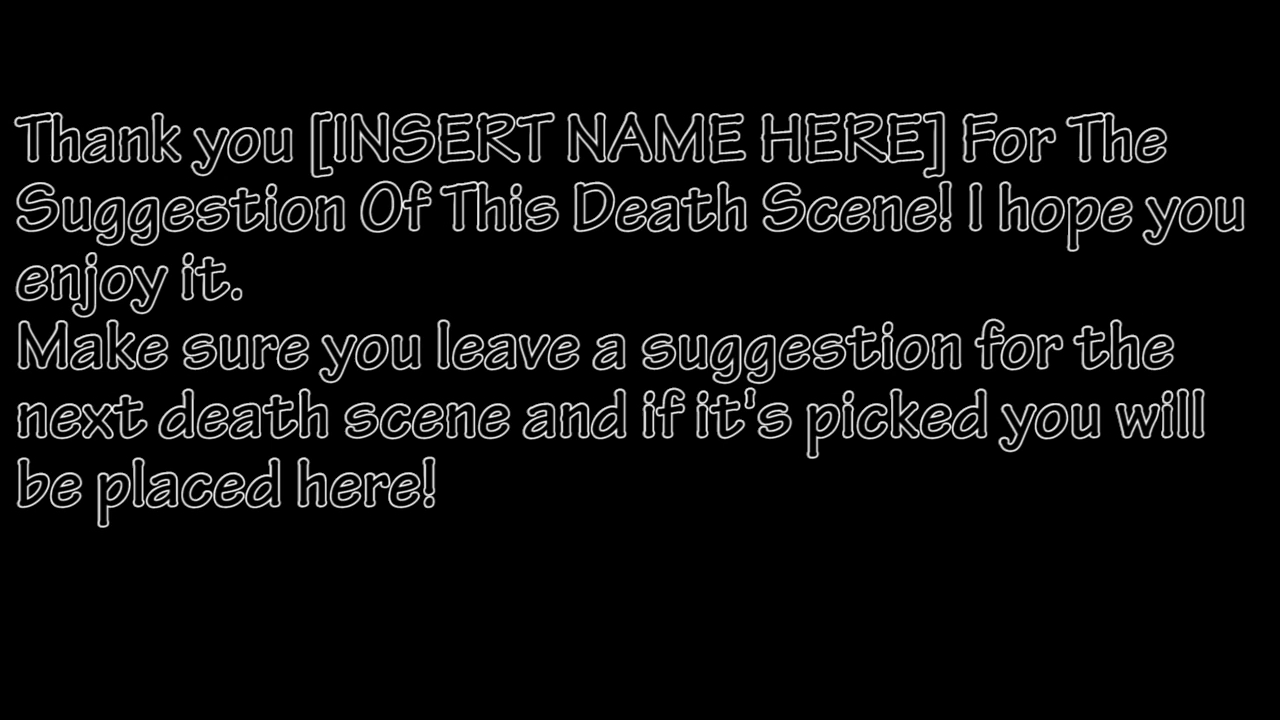 Thank you [INSERT NAME HERE] For The
Suggestion Of This Death Scene! I hope you
enjoy it.
Make sure you leave a suggestion for the
next death scene and if it's picked you will
be placed here!